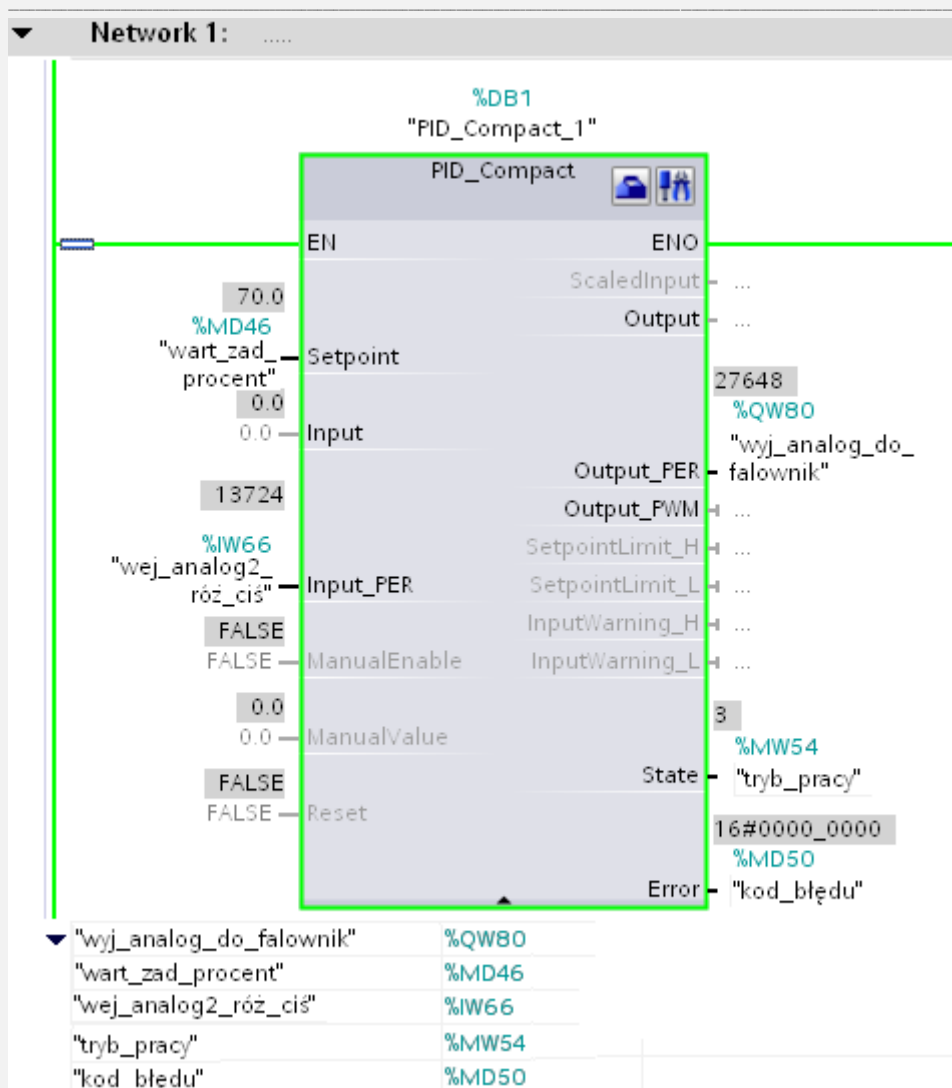 Network 1: .....
%DB1
"PID_Compact_1"
PID_Compact
EN
ENO
ScaledInput ...
70.0
%MD46
"wart_zad_
procent"
Setpoint
Output ...
0.0
0.0
Input
27648
%QW80
"wyj_analog_do_
falownik"
Output_PER
13724
%IW66
"wej_analog2_
róż_ciś"
Input_PER
Output_PWM ...
SetpointLimit_H ...
SetpointLimit_L ...
InputWarning_H ...
FALSE
FALSE
ManualEnable
InputWarning_L ...
0.0
0.0
ManualValue
3
%MW54
State
"tryb_pracy"
FALSE
FALSE
Reset
16#0000_0000
%MD50
Error
"kod_błędu"
"wyj_analog_do_falownik" %QW80
"wart_zad_procent" %MD46
"wej_analog2_róż_ciś" %IW66
"tryb_pracy" %MW54
"kod_błędu" %MD50